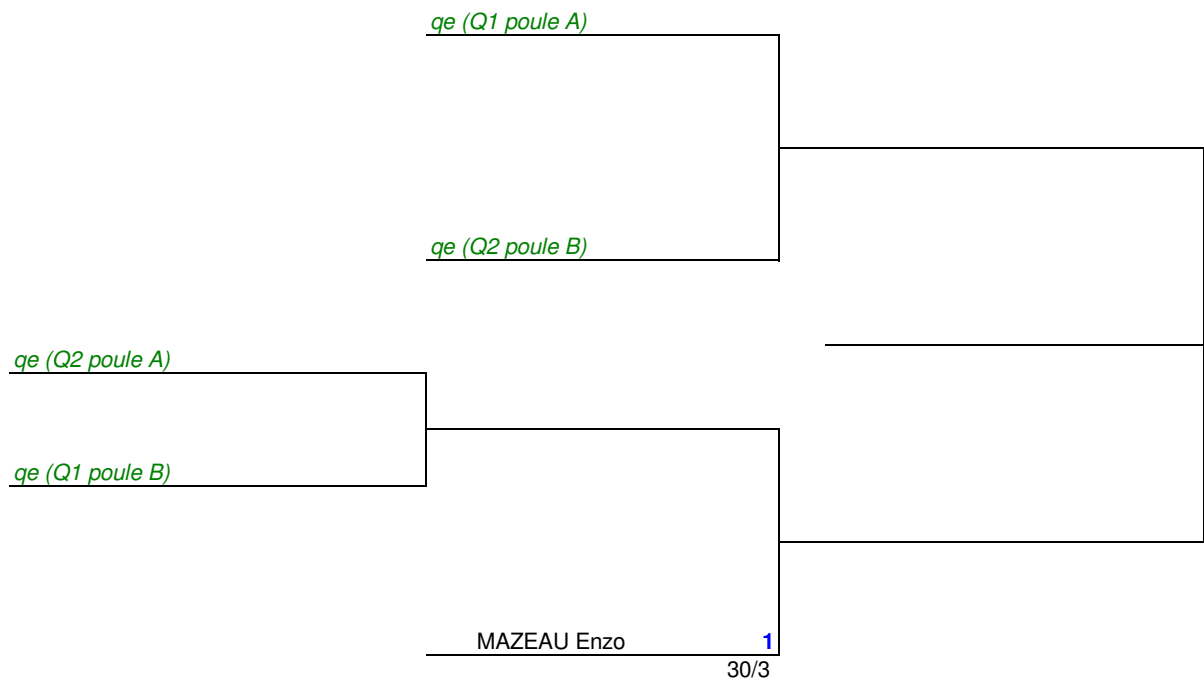 qe (Q1 poule A)
qe (Q2 poule B)
qe (Q2 poule A)
qe (Q1 poule B)
MAZEAU Enzo 1
30/3